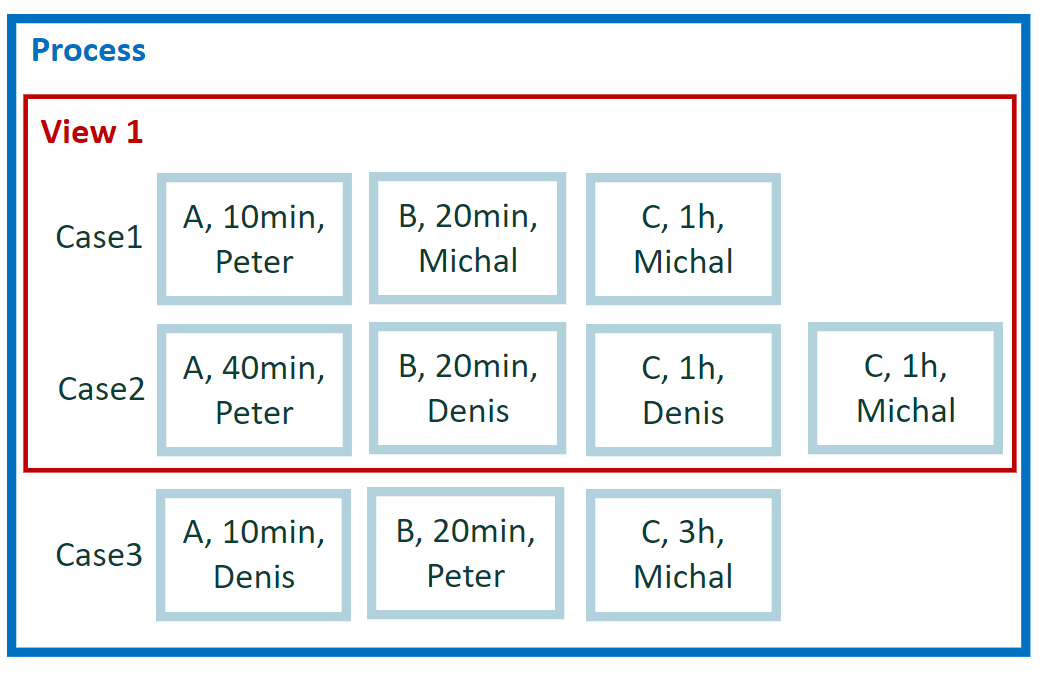 Process
View 1
Case1
A, 10min,
Peter
B, 20min,
Michal
C, 1h,
Michal
Case2
A, 40min,
Peter
B, 20min,
Denis
C, 1h,
Denis
C, 1h,
Michal
Case3
A, 10min,
Denis
B, 20min,
Peter
C, 3h,
Michal